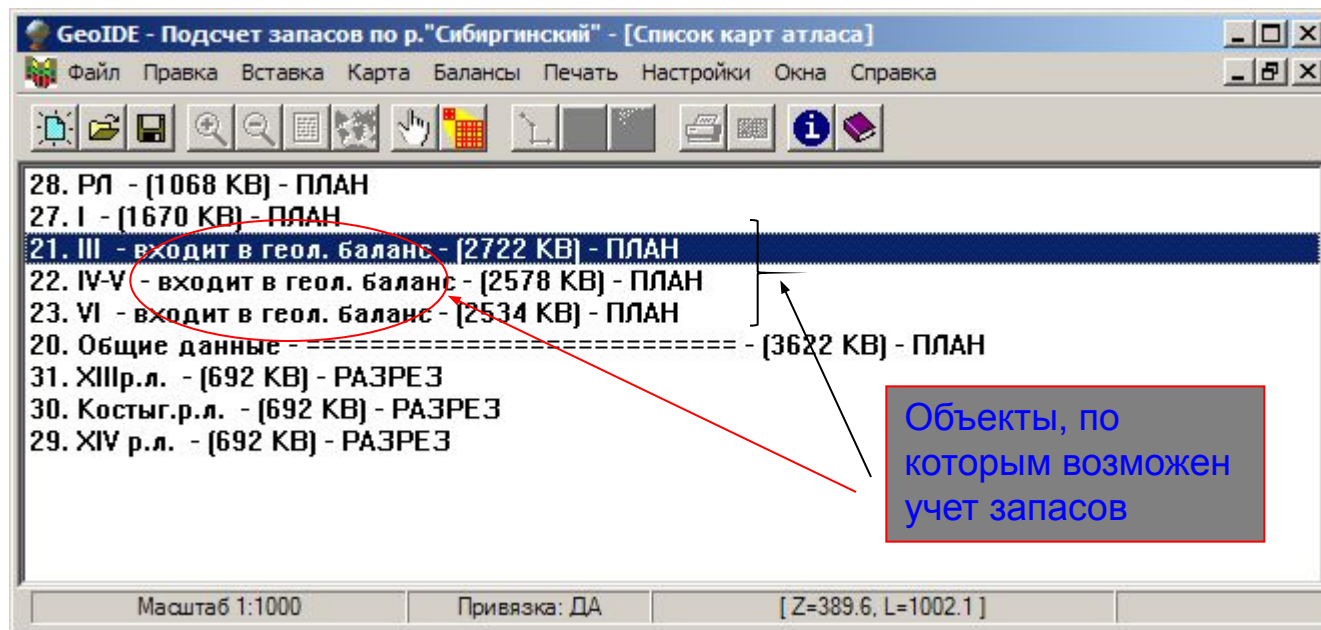 GeoIDE - Подсчет запасов по р."Сибиргинский" - [Список карт атласа]
Файл Правка Вставка Карта Балансы Печать Настройки Окна Справка
28. РЛ - (1068 KB) - ПЛАН
27. I - (1670 KB) - ПЛАН
21. III - входит в геол. баланс - (2722 KB) - ПЛАН
22. IV-V - входит в геол. баланс - (2578 KB) - ПЛАН
23. VI - входит в геол. баланс - (2534 KB) - ПЛАН
20. Общие данные - =========================== - (3622 KB) - ПЛАН
31. XIIIр.л. - (692 KB) - РАЗРЕЗ
30. Костыг.р.л. - (692 KB) - РАЗРЕЗ
29. XIV р.л. - (692 KB) - РАЗРЕЗ
Объекты, по
которым возможен
учет запасов
Масштаб 1:1000 Привязка: ДА [ Z=389.6, L=1002.1 ]